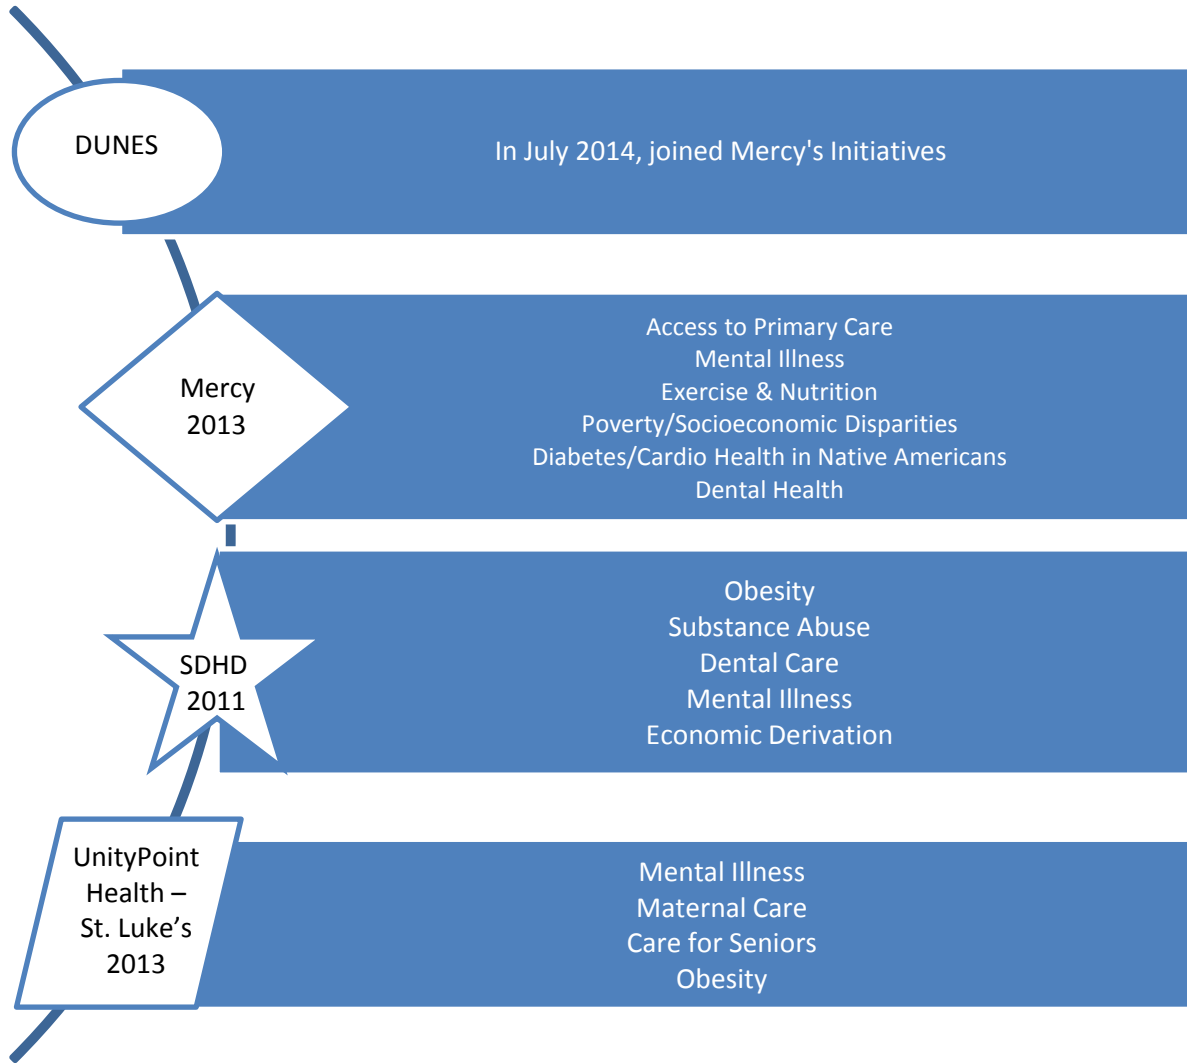 DUNES
In July 2014, joined Mercy's Initiatives
Mercy
2013
Access to Primary Care
Mental Illness
Exercise & Nutrition
Poverty/Socioeconomic Disparities
Diabetes/Cardio Health in Native Americans
Dental Health
SDHD
2011
Obesity
Substance Abuse
Dental Care
Mental Illness
Economic Derivation
UnityPoint
Health –
St. Luke’s
2013
Mental Illness
Maternal Care
Care for Seniors
Obesity